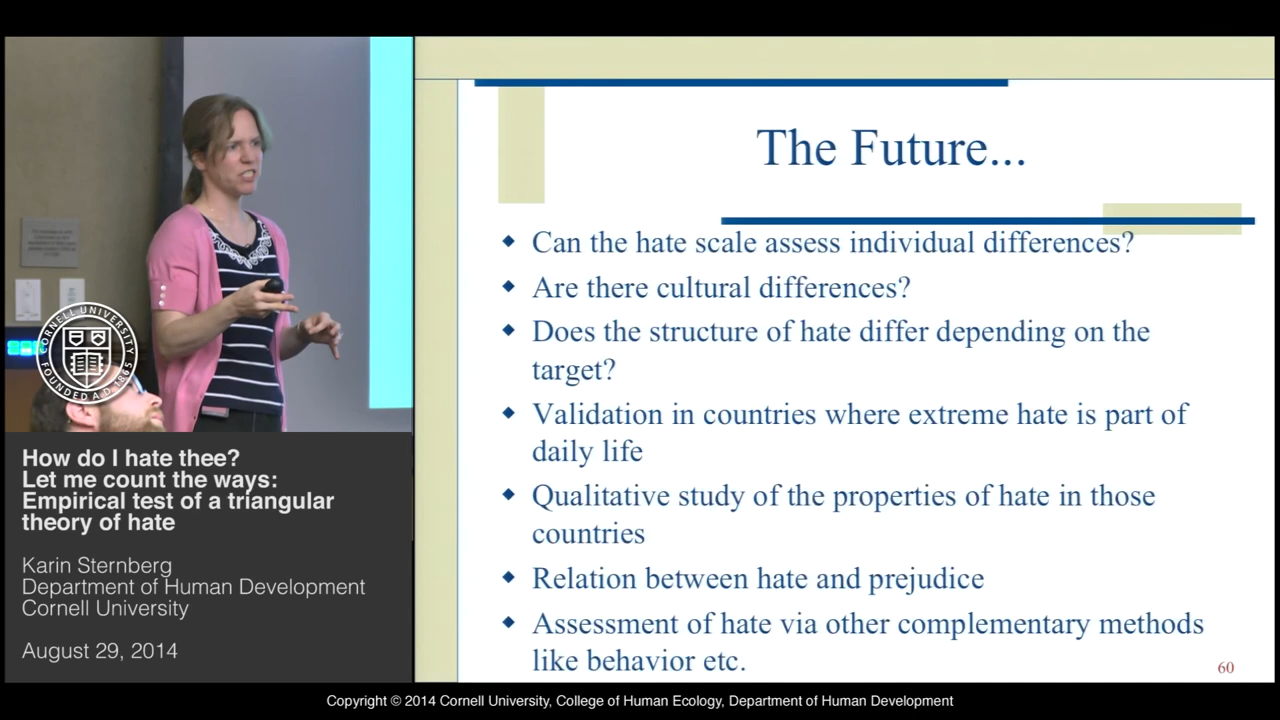 The Future...
Can the hate scale assess individual differences?
Are there cultural differences?
Does the structure of hate differ depending on the
target?
Validation in countries where extreme hate is part of
daily life
Qualitative study of the properties of hate in those
countries
Relation between hate and prejudice
Assessment of hate via other complementary methods
like behavior etc.
60
CORNELL UNIVERSITY
FOUNDED A.D. 1865
How do I hate thee?
Let me count the ways:
Empirical test of a triangular
theory of hate
Karin Sternberg
Department of Human Development
Cornell University
August 29, 2014
Copyright © 2014 Cornell University, College of Human Ecology, Department of Human Development